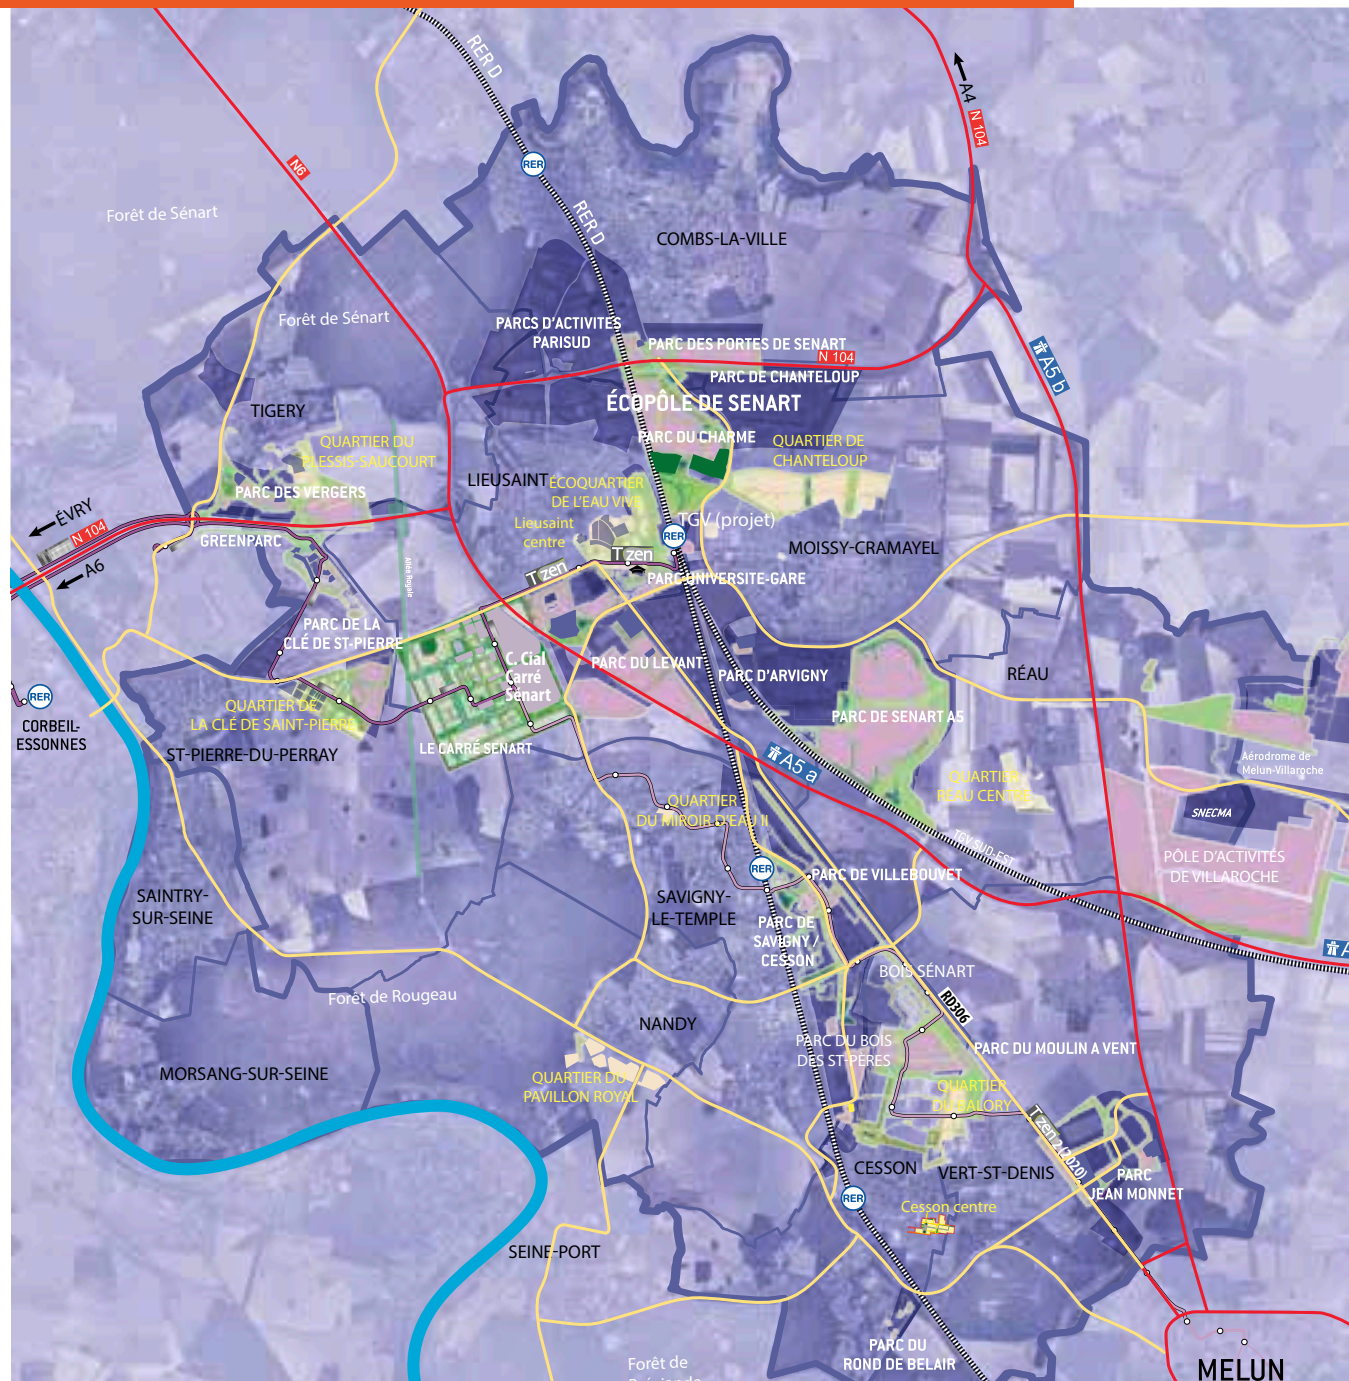 RER D
A4
N 104
RER
N6
Forêt de Sénart
RER D
COMBS-LA-VILLE
Forêt de Sénart
PARCS D'ACTIVITES
PARISUD
PARC DES PORTES DE SENART
N 104
A5 b
PARC DE CHANTELOUP
ÉCOPÔLE DE SENART
TIGERY
PARC DU CHARME
QUARTIER DU
PLESSIS-SAUCOURT
QUARTIER DE
CHANTELOUP
LIEUSAINT
ÉCOQUARTIER
DE L'EAU VIVE
PARC DES VERGERS
ÉVRY
N 104
A6
GREENPARC
Lieusaint
centre
TGV (projet)
RER
MOISSY-CRAMAYEL
T zen
T zen
PARC UNIVERSITE-GARE
Allée Royale
PARC DE LA
CLÉ DE ST-PIERRE
C. Cial
Carré
Sénart
PARC DU LEVANT
PARC D'ARVIGNY
RÉAU
RER
CORBEIL-
ESSONNES
QUARTIER DE
LA CLÉ DE SAINT-PIERRE
PARC DE SENART A5
LE CARRÉ SENART
ST-PIERRE-DU-PERRAY
A5 a
Aérodrome de
Melun-Villaroche
QUARTIER
RÉAU CENTRE
QUARTIER
DU MIROIR D'EAU II
SNECMA
TGV SUD-EST
PÔLE D'ACTIVITÉS
DE VILLAROCHE
RER
PARC DE VILLEBOUVET
SAINTRY-
SUR-SEINE
SAVIGNY-
LE-TEMPLE
PARC DE
SAVIGNY /
CESSON
A
BOIS SÉNART
Forêt de Rougeau
RD306
NANDY
PARC DU BOIS
DES ST-PÈRES
PARC DU MOULIN A VENT
MORSANG-SUR-SEINE
QUARTIER DU
PAVILLON ROYAL
QUARTIER
DU BALORY
T zen 2 (2020)
CESSON
VERT-ST-DENIS
PARC
JEAN MONNET
RER
Cesson centre
SEINE-PORT
PARC DU
ROND DE BELAIR
Forêt de
MELUN